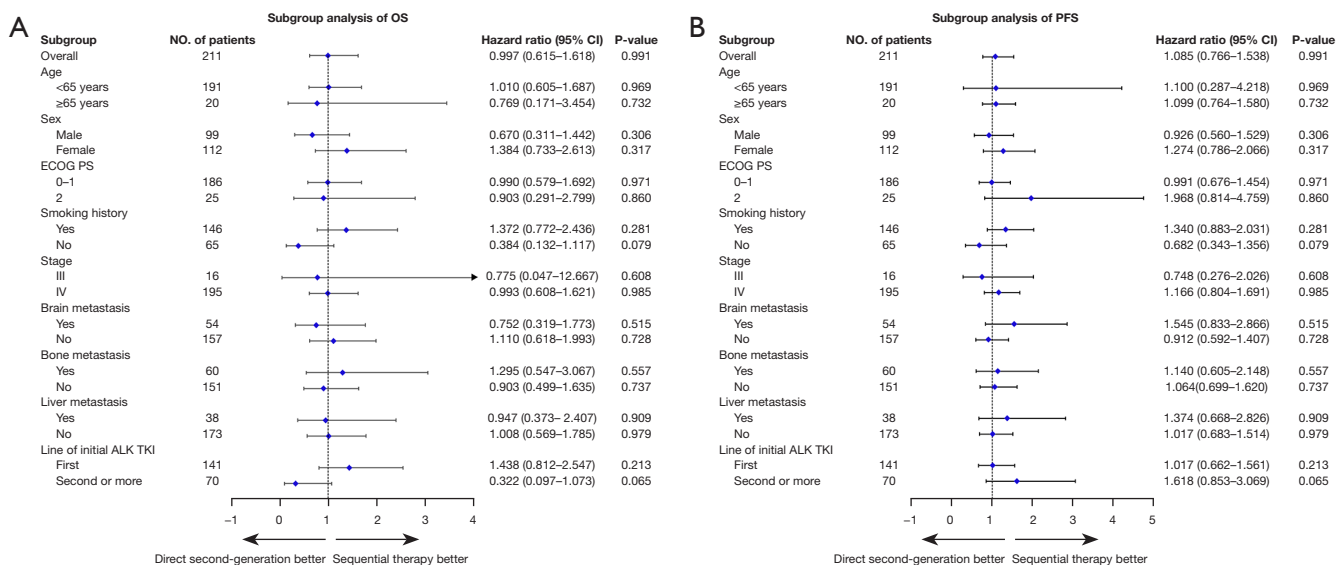 A
Subgroup analysis of OS
Subgroup NO. of patients Hazard ratio (95% CI) P-value
Overall 211 0.997 (0.615–1.618) 0.991
Age
<65 years 191 1.010 (0.605–1.687) 0.969
≥65 years 20 0.769 (0.171–3.454) 0.732
Sex
Male 99 0.670 (0.311–1.442) 0.306
Female 112 1.384 (0.733–2.613) 0.317
ECOG PS
0–1 186 0.990 (0.579–1.692) 0.971
2 25 0.903 (0.291–2.799) 0.860
Smoking history
Yes 146 1.372 (0.772–2.436) 0.281
No 65 0.384 (0.132–1.117) 0.079
Stage
III 16 0.775 (0.047–12.667) 0.608
IV 195 0.993 (0.608–1.621) 0.985
Brain metastasis
Yes 54 0.752 (0.319–1.773) 0.515
No 157 1.110 (0.618–1.993) 0.728
Bone metastasis
Yes 60 1.295 (0.547–3.067) 0.557
No 151 0.903 (0.499–1.635) 0.737
Liver metastasis
Yes 38 0.947 (0.373– 2.407) 0.909
No 173 1.008 (0.569–1.785) 0.979
Line of initial ALK TKI
First 141 1.438 (0.812–2.547) 0.213
Second or more 70 0.322 (0.097–1.073) 0.065
−1 0 1 2 3 4
Direct second-generation better Sequential therapy better
B
Subgroup analysis of PFS
Subgroup NO. of patients Hazard ratio (95% CI) P-value
Overall 211 1.085 (0.766–1.538) 0.991
Age
<65 years 191 1.100 (0.287–4.218) 0.969
≥65 years 20 1.099 (0.764–1.580) 0.732
Sex
Male 99 0.926 (0.560–1.529) 0.306
Female 112 1.274 (0.786–2.066) 0.317
ECOG PS
0–1 186 0.991 (0.676–1.454) 0.971
2 25 1.968 (0.814–4.759) 0.860
Smoking history
Yes 146 1.340 (0.883–2.031) 0.281
No 65 0.682 (0.343–1.356) 0.079
Stage
III 16 0.748 (0.276–2.026) 0.608
IV 195 1.166 (0.804–1.691) 0.985
Brain metastasis
Yes 54 1.545 (0.833–2.866) 0.515
No 157 0.912 (0.592–1.407) 0.728
Bone metastasis
Yes 60 1.140 (0.605–2.148) 0.557
No 151 1.064(0.699–1.620) 0.737
Liver metastasis
Yes 38 1.374 (0.668–2.826) 0.909
No 173 1.017 (0.683–1.514) 0.979
Line of initial ALK TKI
First 141 1.017 (0.662–1.561) 0.213
Second or more 70 1.618 (0.853–3.069) 0.065
−1 0 1 2 3 4 5
Direct second-generation better Sequential therapy better